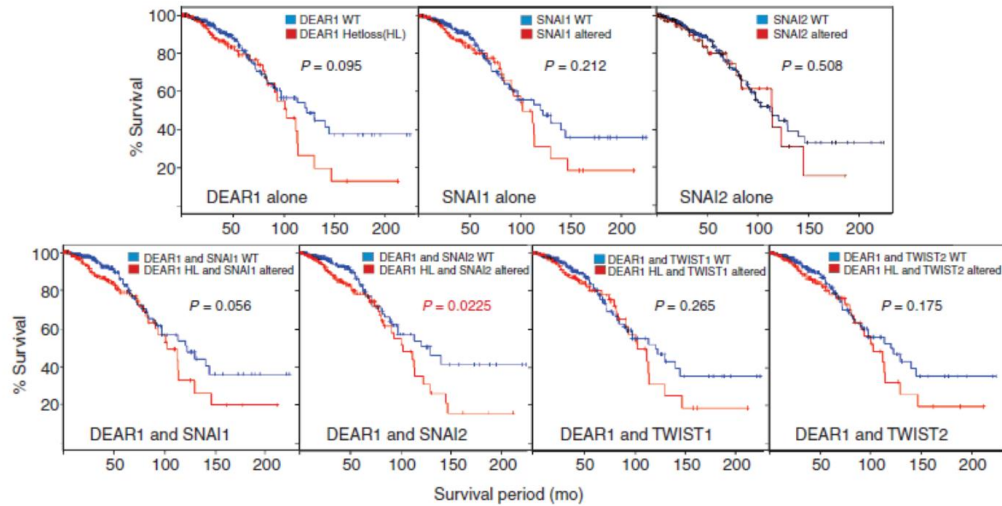 DEAR1 WT
DEAR1 Hetloss(HL)
P = 0.095
DEAR1 alone
SNAI1 WT
SNAI1 altered
P = 0.212
SNAI1 alone
SNAI2 WT
SNAI2 altered
P = 0.508
SNAI2 alone
% Survival
100
80
60
40
20
50 100 150 200
50 100 150 200
50 100 150 200
DEAR1 and SNAI1 WT
DEAR1 HL and SNAI1 altered
P = 0.056
DEAR1 and SNAI1
DEAR1 and SNAI2 WT
DEAR1 HL and SNAI2 altered
P = 0.0225
DEAR1 and SNAI2
DEAR1 and TWIST1 WT
DEAR1 HL and TWIST1 altered
P = 0.265
DEAR1 and TWIST1
DEAR1 and TWIST2 WT
DEAR1 HL and TWIST2 altered
P = 0.175
DEAR1 and TWIST2
% Survival
100
80
60
40
20
50 100 150 200
50 100 150 200
50 100 150 200
50 100 150 200
Survival period (mo)